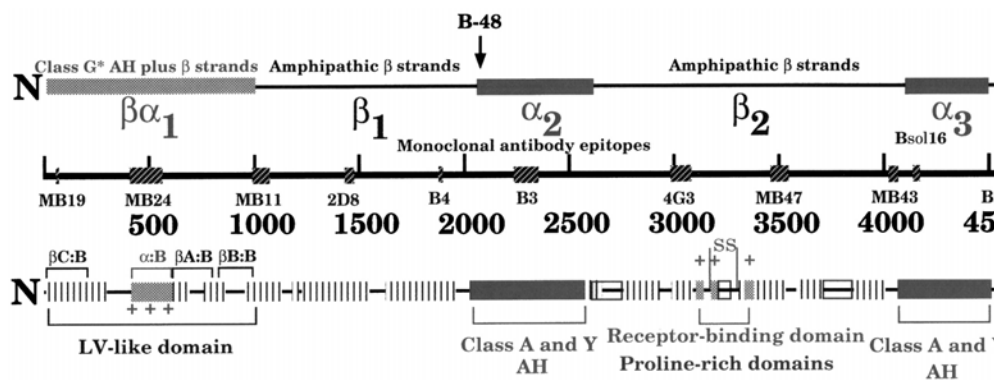 B-48
Class G* AH plus β strands Amphipathic β strands Amphipathic β strands
N
βα1 β1 α2 β2 α3
Bsol16
Monoclonal antibody epitopes
MB19 MB24 MB11 2D8 B4 B3 4G3 MB47 MB43 B
500 1000 1500 2000 2500 3000 3500 4000 45
βC:B α:B βA:B βB:B SS
+ + +
N
+ + +
LV-like domain Class A and Y Receptor-binding domain Class A and Y
AH Proline-rich domains AH